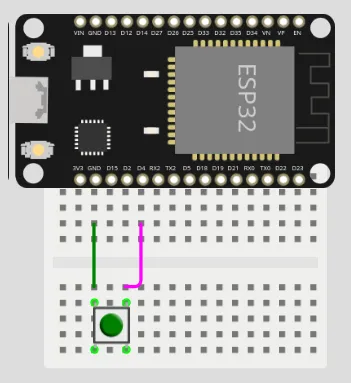 VIN GND D13 D12 D14 D27 D26 D25 D33 D32 D35 D34 VN VP EN
ESP32
3V3 GND D15 D2 D4 RX2 TX2 D5 D18 D19 D21 RX0 TX0 D22 D23